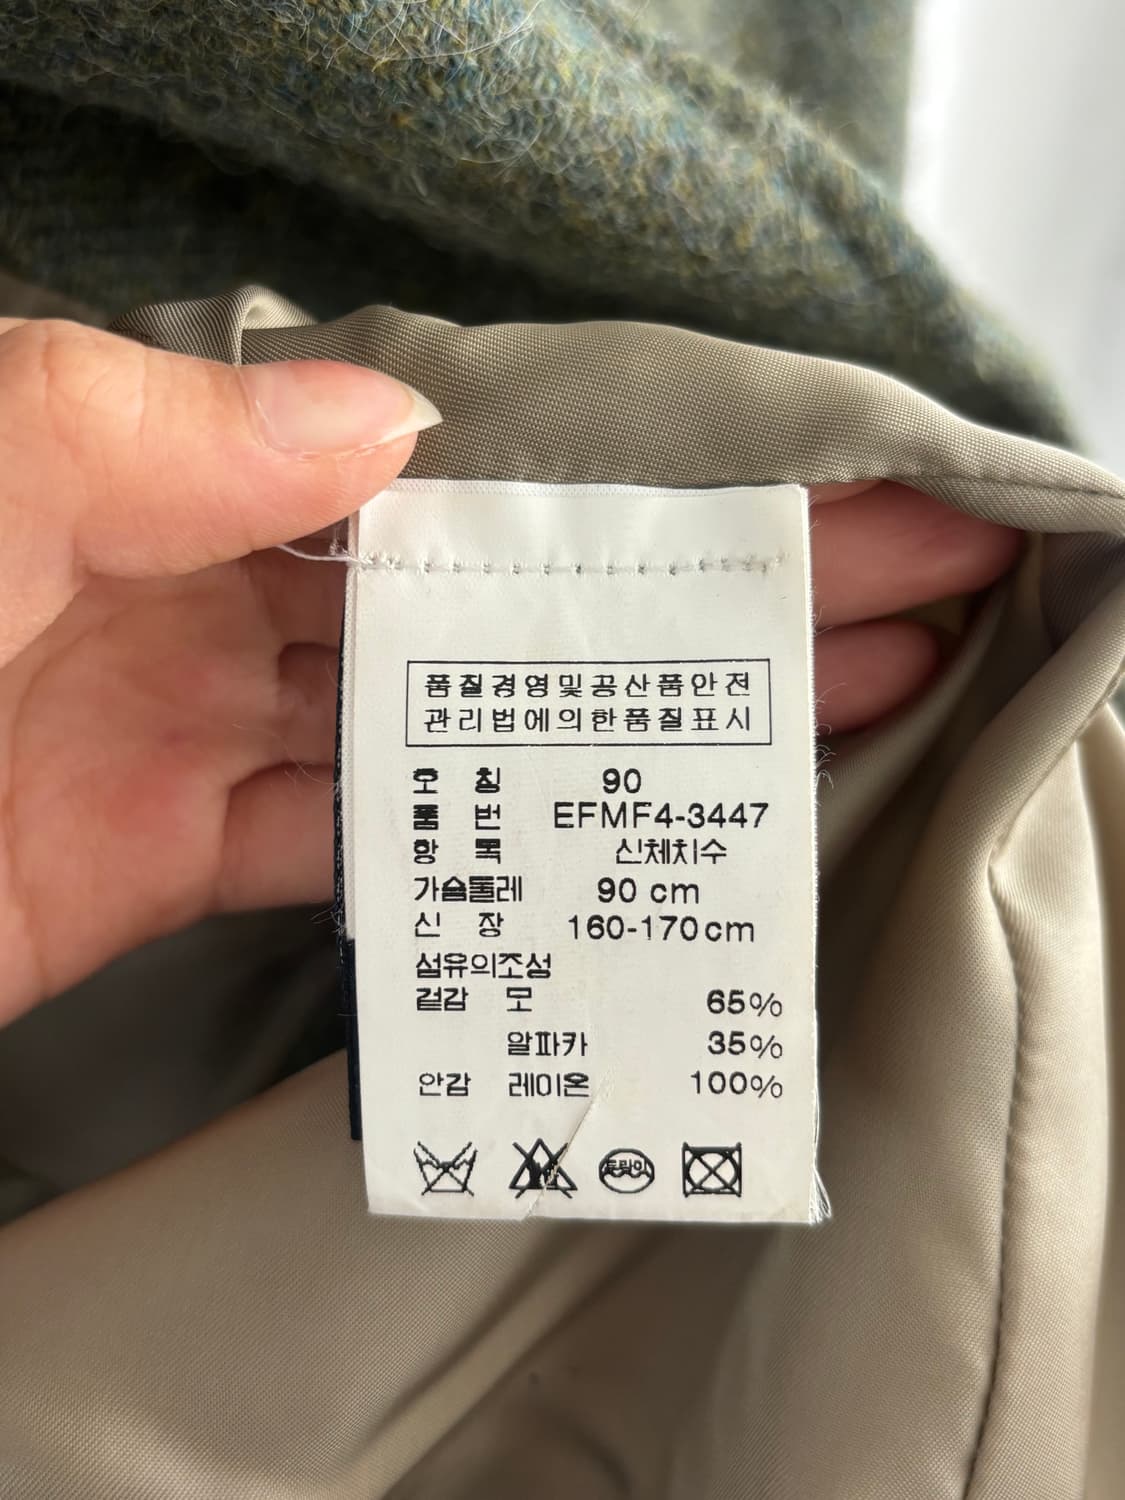 품질경영및공산품안전
관리법에의한품질표시
호 칭 90
품 번 EFMF4-3447
항 목 신체치수
가슴둘레 90 cm
신 장 160-170cm
섬유의조성
겉감 모 65%
알파카 35%
안감 레이온 100%
드라이